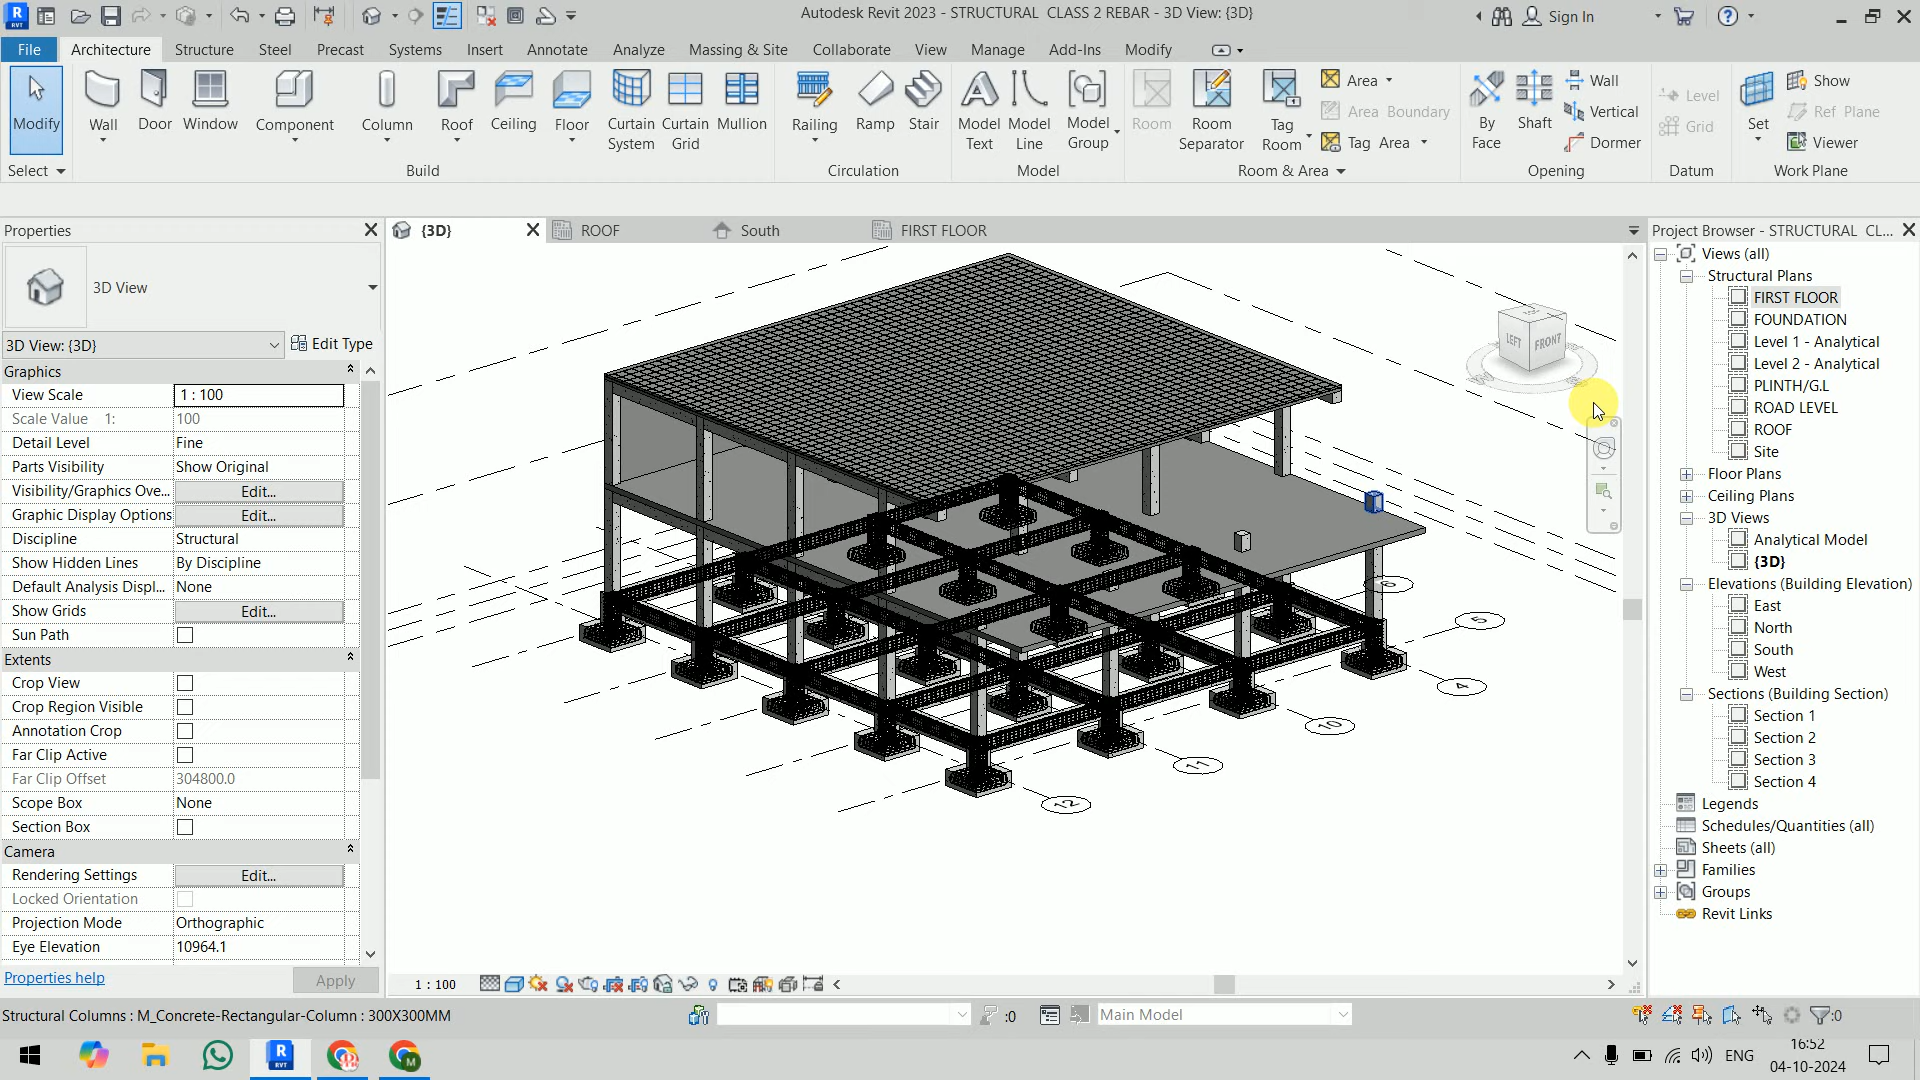 Autodesk Revit 2023 - STRUCTURAL CLASS 2 REBAR - 3D View: {3D}
Sign In
File Architecture Structure Steel Precast Systems Insert Annotate Analyze Massing & Site Collaborate View Manage Add-Ins Modify
Modify
Wall
Door
Window
Component
Column
Roof
Ceiling
Floor
Curtain System
Curtain Grid
Mullion
Railing
Ramp
Stair
Model Text
Model Line
Model Group
Room
Room Separator
Tag Room
Area
Area Boundary
Tag Area
By Face
Shaft
Wall
Vertical
Dormer
Level
Grid
Set
Show
Ref Plane
Viewer
Select
Build
Circulation
Model
Room & Area
Opening
Datum
Work Plane
Properties
{3D}
ROOF
South
FIRST FLOOR
3D View
3D View: {3D}
Edit Type
Graphics
View Scale 1 : 100
Scale Value 1: 100
Detail Level Fine
Parts Visibility Show Original
Visibility/Graphics Ove... Edit...
Graphic Display Options Edit...
Discipline Structural
Show Hidden Lines By Discipline
Default Analysis Displ... None
Show Grids Edit...
Sun Path
Extents
Crop View
Crop Region Visible
Annotation Crop
Far Clip Active
Far Clip Offset 304800.0
Scope Box None
Section Box
Camera
Rendering Settings Edit...
Locked Orientation
Projection Mode Orthographic
Eye Elevation 10964.1
Properties help
Apply
LEFT
FRONT
6
5
4
10
11
12
Project Browser - STRUCTURAL CL...
Views (all)
Structural Plans
FIRST FLOOR
FOUNDATION
Level 1 - Analytical
Level 2 - Analytical
PLINTH/G.L
ROAD LEVEL
ROOF
Site
Floor Plans
Ceiling Plans
3D Views
Analytical Model
{3D}
Elevations (Building Elevation)
East
North
South
West
Sections (Building Section)
Section 1
Section 2
Section 3
Section 4
Legends
Schedules/Quantities (all)
Sheets (all)
Families
Groups
Revit Links
1 : 100
Structural Columns : M_Concrete-Rectangular-Column : 300X300MM
:0
Main Model
:0
ENG
16:52
04-10-2024